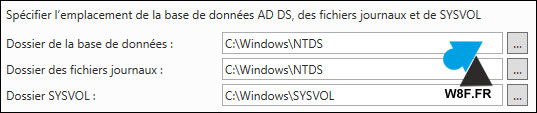 Spécifier l'emplacement de la base de données AD DS, des fichiers journaux et de SYSVOL
Dossier de la base de données : C:\Windows\NTDS ...
Dossier des fichiers journaux : C:\Windows\NTDS ...
Dossier SYSVOL : C:\Windows\SYSVOL ...
W8F.FR